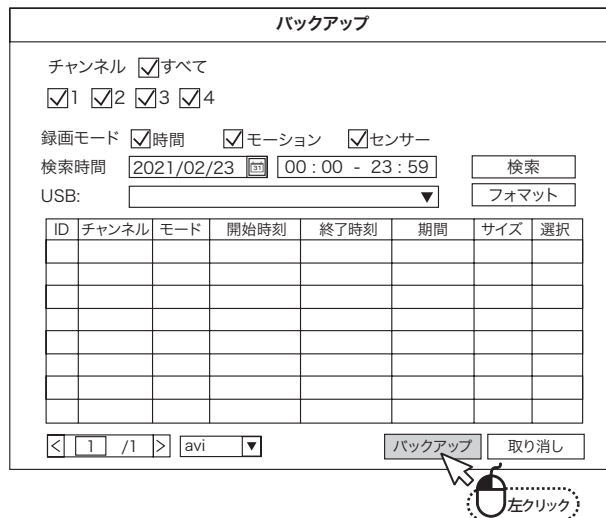 バックアップ
チャンネル すべて
1 2 3 4
録画モード 時間 モーション センサー
検索時間 2021/02/23 31 00 : 00 - 23 : 59 検索
USB: フォマット
ID チャンネル モード 開始時刻 終了時刻 期間 サイズ 選択
< 1 /1 > avi バックアップ 取り消し
左クリック